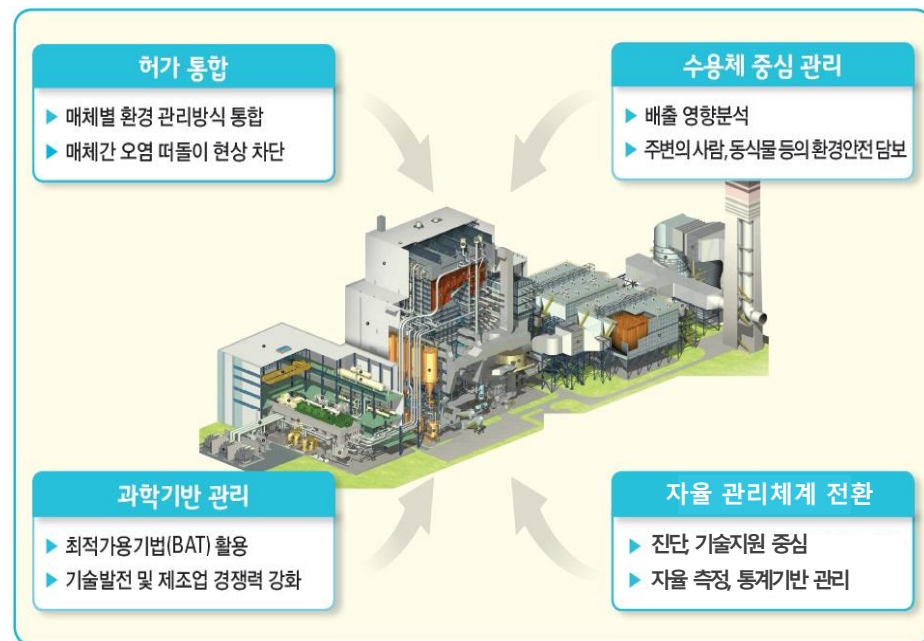 허가 통합
▶ 매체별 환경 관리방식 통합
▶ 매체간 오염 떠돌이 현상 차단
수용체 중심 관리
▶ 배출 영향분석
▶ 주변의 사람, 동식물 등의 환경안전 담보
과학기반 관리
▶ 최적가용기법(BAT) 활용
▶ 기술발전 및 제조업 경쟁력 강화
자율 관리체계 전환
▶ 진단, 기술지원 중심
▶ 자율 측정, 통계기반 관리